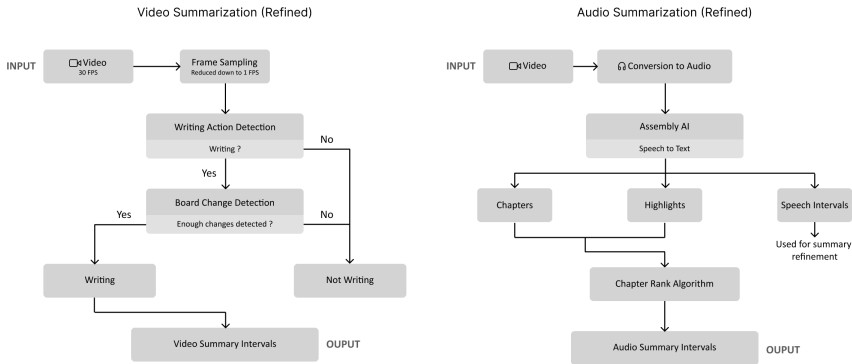 Video Summarization (Refined)
INPUT
Video
30 FPS
Frame Sampling
Reduced down to 1 FPS
Writing Action Detection
Writing ?
No
Yes
Board Change Detection
Enough changes detected ?
Yes
No
Writing
Not Writing
Video Summary Intervals
OUPUT
Audio Summarization (Refined)
INPUT
Video
Conversion to Audio
Assembly AI
Speech to Text
Chapters
Highlights
Speech Intervals
Used for summary
refinement
Chapter Rank Algorithm
Audio Summary Intervals
OUPUT